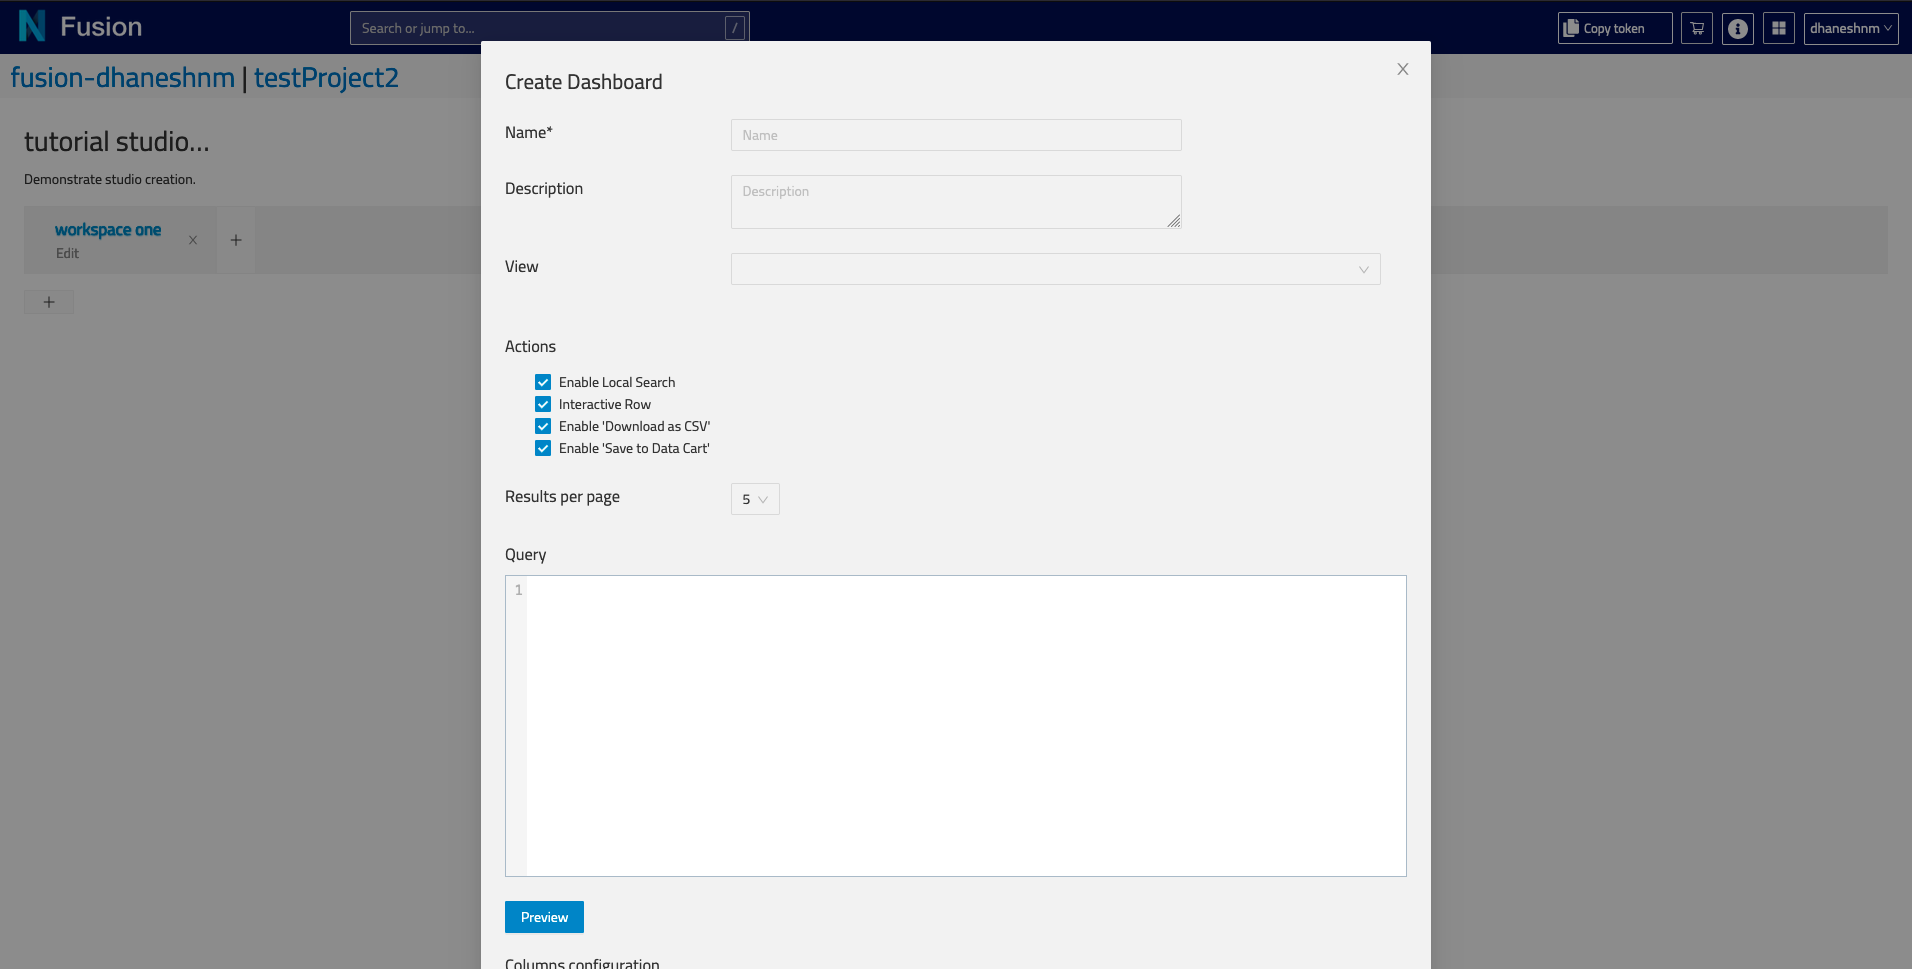 Fusion
Search or jump to...
/
Copy token
dhaneshnm
fusion-dhaneshnm | testProject2
tutorial studio...
Demonstrate studio creation.
workspace one
Edit
Create Dashboard
Name*
Name
Description
Description
View
Actions
Enable Local Search
Interactive Row
Enable 'Download as CSV'
Enable 'Save to Data Cart'
Results per page
5
Query
1
Preview
Columns configuration